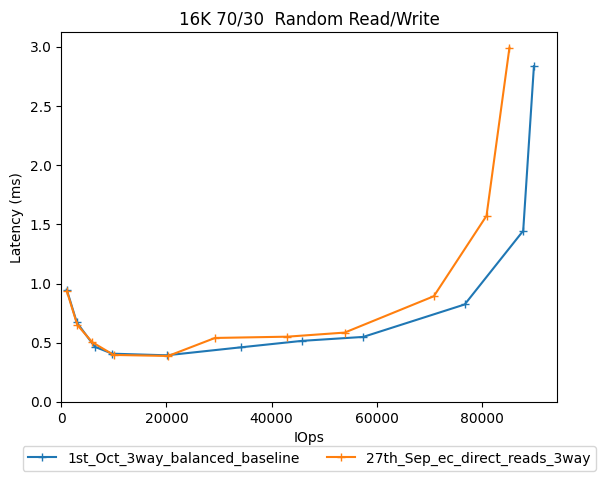 16K 70/30  Random Read/Write
Latency (ms)
3.0
2.5
2.0
1.5
1.0
0.5
0.0
0 20000 40000 60000 80000
IOps
1st_Oct_3way_balanced_baseline 27th_Sep_ec_direct_reads_3way